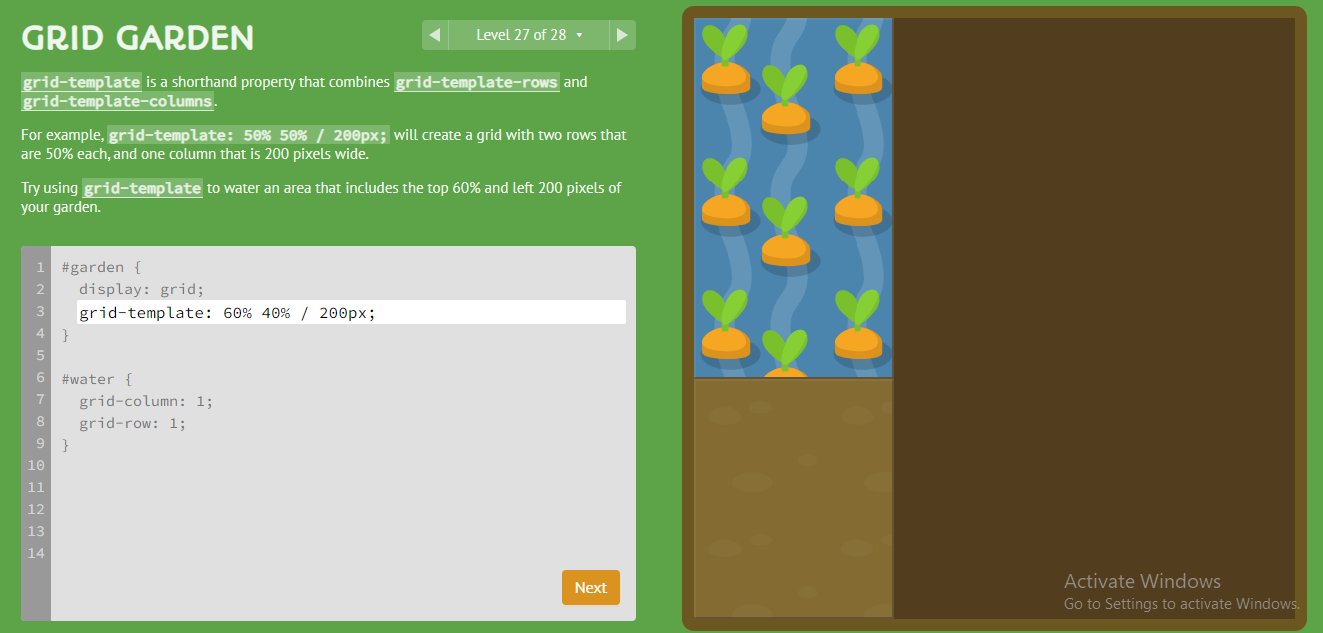 GRID GARDEN
Level 27 of 28
grid-template is a shorthand property that combines grid-template-rows and
grid-template-columns.
For example, grid-template: 50% 50% / 200px; will create a grid with two rows that
are 50% each, and one column that is 200 pixels wide.
Try using grid-template to water an area that includes the top 60% and left 200 pixels of
your garden.
1 #garden {
2 display: grid;
3 grid-template: 60% 40% / 200px;
4 }
5
6 #water {
7 grid-column: 1;
8 grid-row: 1;
9 }
10
11
12
13
14
Next
Activate Windows
Go to Settings to activate Windows.